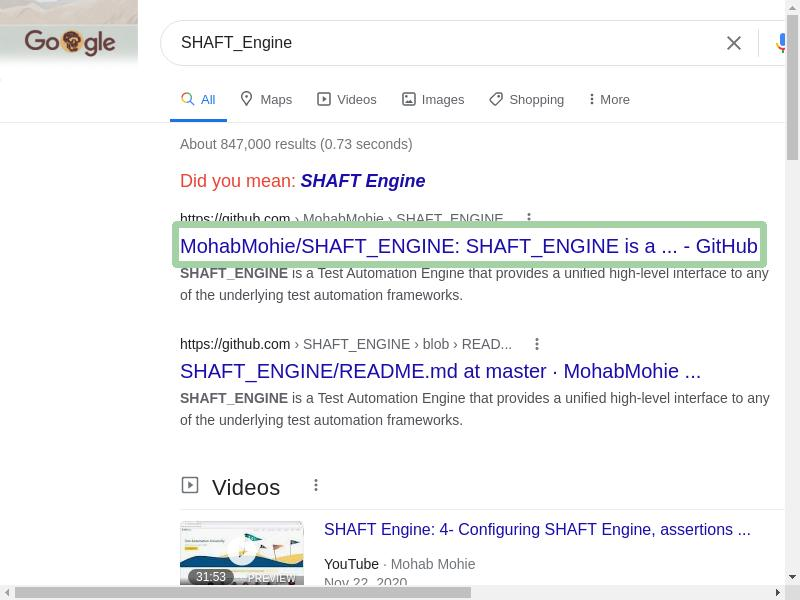 Google
SHAFT_Engine
All Maps Videos Images Shopping More
About 847,000 results (0.73 seconds)
Did you mean: SHAFT Engine
https://github.com › MohabMohie › SHAFT_ENGINE
MohabMohie/SHAFT_ENGINE: SHAFT_ENGINE is a ... - GitHub
SHAFT_ENGINE is a Test Automation Engine that provides a unified high-level interface to any
of the underlying test automation frameworks.
https://github.com › SHAFT_ENGINE › blob › READ...
SHAFT_ENGINE/README.md at master · MohabMohie ...
SHAFT_ENGINE is a Test Automation Engine that provides a unified high-level interface to any
of the underlying test automation frameworks.
Videos
SHAFT Engine: 4- Configuring SHAFT Engine, assertions ...
31:53 PREVIEW
YouTube · Mohab Mohie
Nov 22, 2020